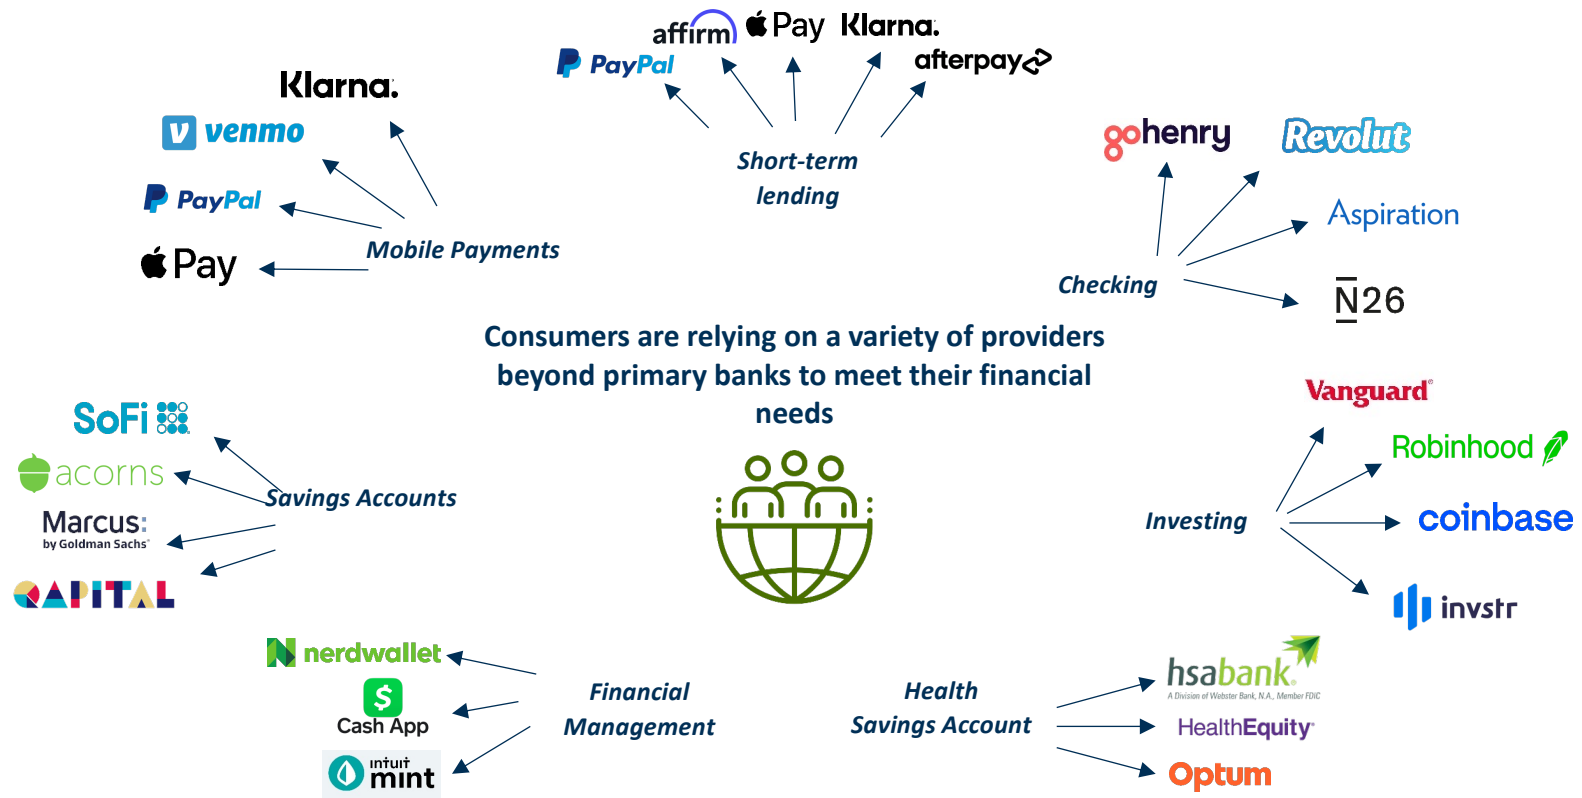 affirm
Pay
Klarna.
PayPal
afterpay
Short-term
lending
Klarna.
venmo
PayPal
Pay
Mobile Payments
gohenry
Revolut
Aspiration
N26
Checking
Consumers are relying on a variety of providers
beyond primary banks to meet their financial
needs
SoFi
acorns
Marcus:
by Goldman Sachs®
QAPITAL
Savings Accounts
Vanguard®
Robinhood
coinbase
invstr
Investing
nerdwallet
$
Cash App
intuit
mint
Financial
Management
Health
Savings Account
hsabank®
A Division of Webster Bank, N.A., Member FDIC
HealthEquity®
Optum